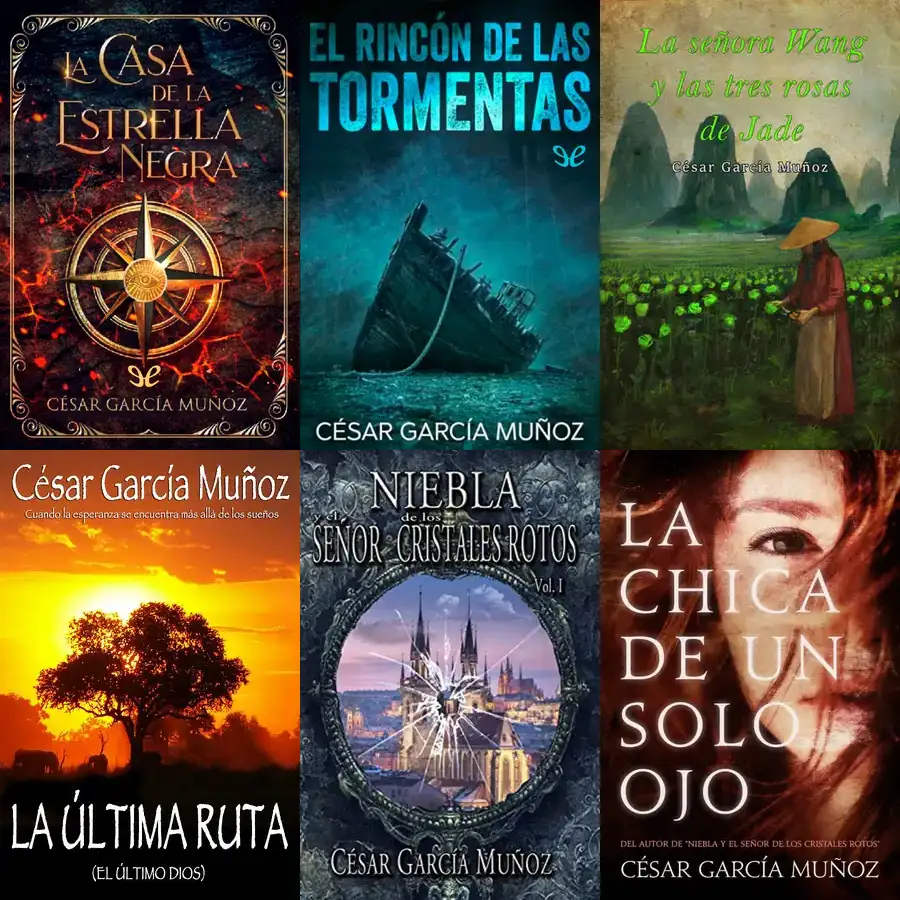 LA CASA
DE LA
ESTRELLA
NEGRA
CÉSAR GARCÍA MUÑOZ
EL RINCÓN DE LAS
TORMENTAS
CÉSAR GARCÍA MUÑOZ
La señora Wang
y las tres rosas
de Jade
César García Muñoz
César García Muñoz
Cuando la esperanza se encuentra más allá de los sueños
LA ÚLTIMA RUTA
(EL ÚLTIMO DIOS)
NIEBLA
y el de los
SEÑOR CRISTALES ROTOS
Vol. I
CÉSAR GARCÍA MUÑOZ
LA
CHICA
DE UN
SOLO
OJO
DEL AUTOR DE "NIEBLA Y EL SEÑOR DE LOS CRISTALES ROTOS"
CÉSAR GARCÍA MUÑOZ